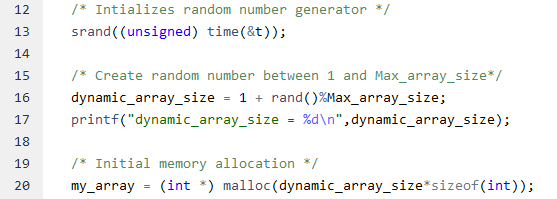 12 /* Intializes random number generator */
13 srand((unsigned) time(&t));
14
15 /* Create random number between 1 and Max_array_size*/
16 dynamic_array_size = 1 + rand()%Max_array_size;
17 printf("dynamic_array_size = %d\n",dynamic_array_size);
18
19 /* Initial memory allocation */
20 my_array = (int *) malloc(dynamic_array_size*sizeof(int));